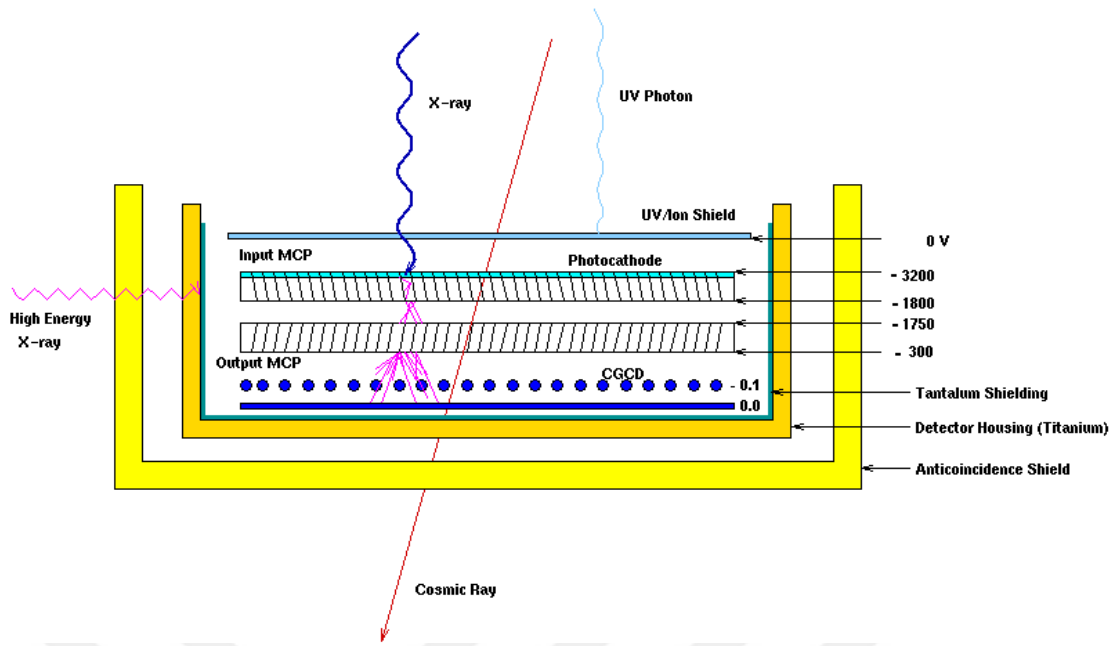 X-ray
UV Photon
UV/Ion Shield
0 V
Input MCP
Photocathode
- 3200
High Energy
X-ray
- 1800
- 1750
- 300
Output MCP
CGCD
- 0.1
0.0
Tantalum Shielding
Detector Housing (Titanium)
Anticoincidence Shield
Cosmic Ray